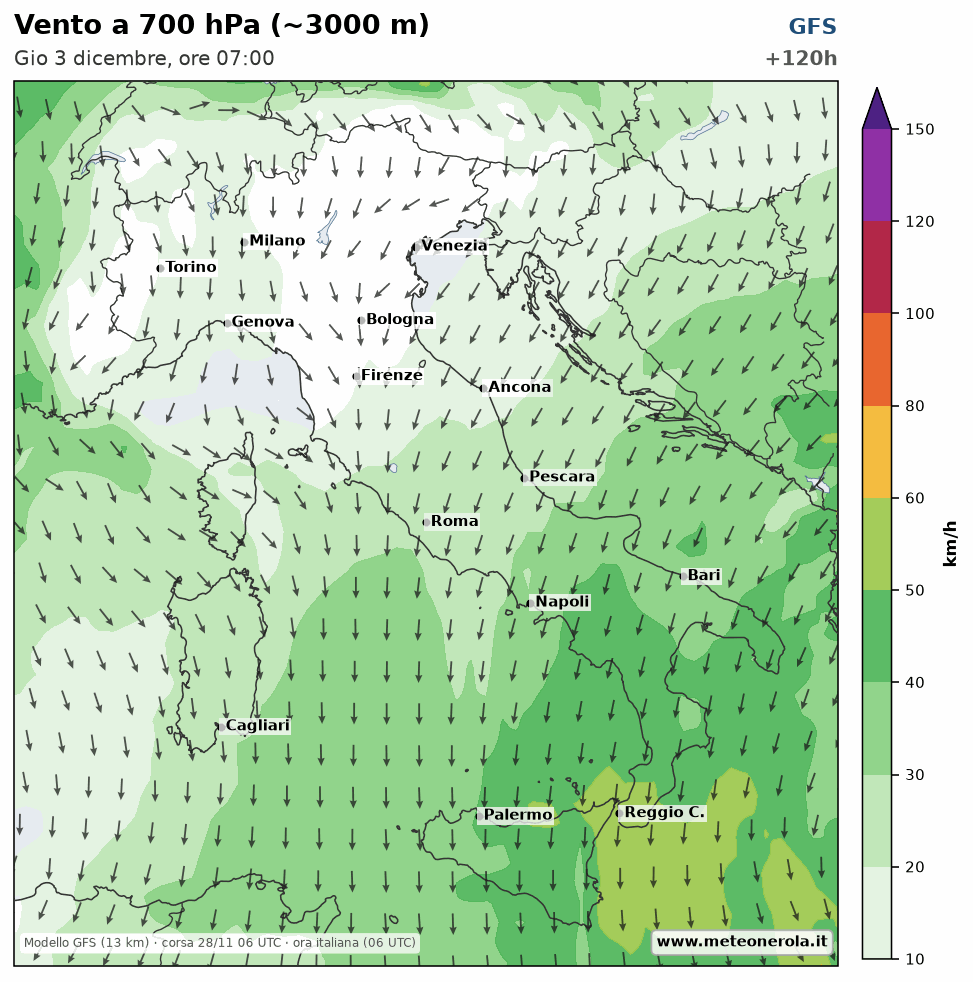 Vento a 700 hPa (~3000 m)
GFS
Gio 3 dicembre, ore 07:00
+120h
Milano
Venezia
Torino
Genova
Bologna
Firenze
Ancona
Pescara
Roma
Bari
Napoli
Cagliari
Palermo
Reggio C.
150
120
100
80
60
50
40
30
20
10
km/h
Modello GFS (13 km) · corsa 28/11 06 UTC · ora italiana (06 UTC)
www.meteonerola.it